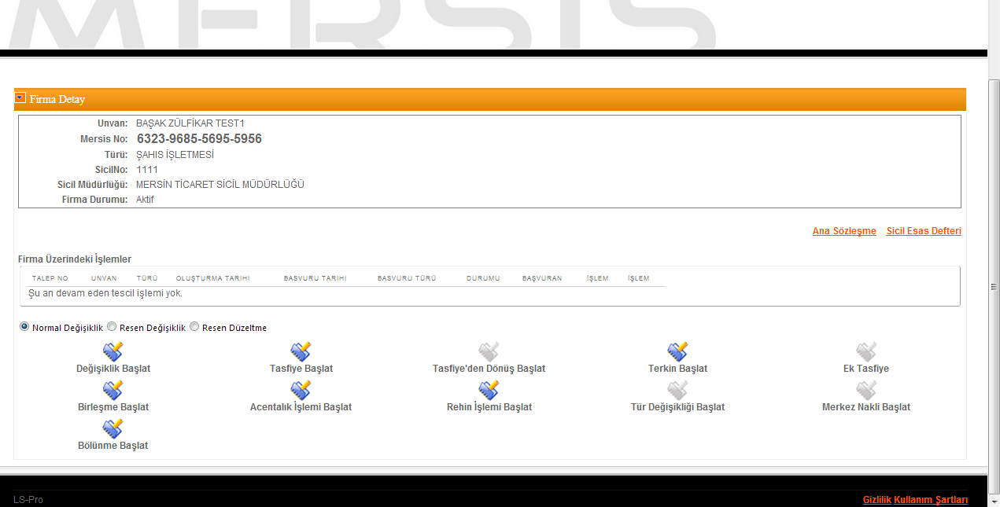 MERSIS
Firma Detay
Unvan: BAŞAK ZÜLFİKAR TEST1
Mersis No: 6323-9685-5695-5956
Türü: ŞAHIS İŞLETMESİ
SicilNo: 1111
Sicil Müdürlüğü: MERSİN TİCARET SİCİL MÜDÜRLÜĞÜ
Firma Durumu: Aktif
Ana Sözleşme Sicil Esas Defteri
Firma Üzerindeki İşlemler
TALEP NO UNVAN TÜRÜ OLUŞTURMA TARIHI BASVURU TARIHI BASVURU TÜRÜ DURUMU BAŞVURAN İŞLEM İŞLEM
Şu an devam eden tescil işlemi yok.
Normal Değişiklik Resen Değişiklik Resen Düzeltme
Değişiklik Başlat Tasfiye Başlat Tasfiye'den Dönüş Başlat Terkin Başlat Ek Tasfiye
Birleşme Başlat Acentalık İşlemi Başlat Rehin İşlemi Başlat Tür Değişikliği Başlat Merkez Nakli Başlat
Bölünme Başlat
LS-Pro Gizlilik Kullanım Şartları